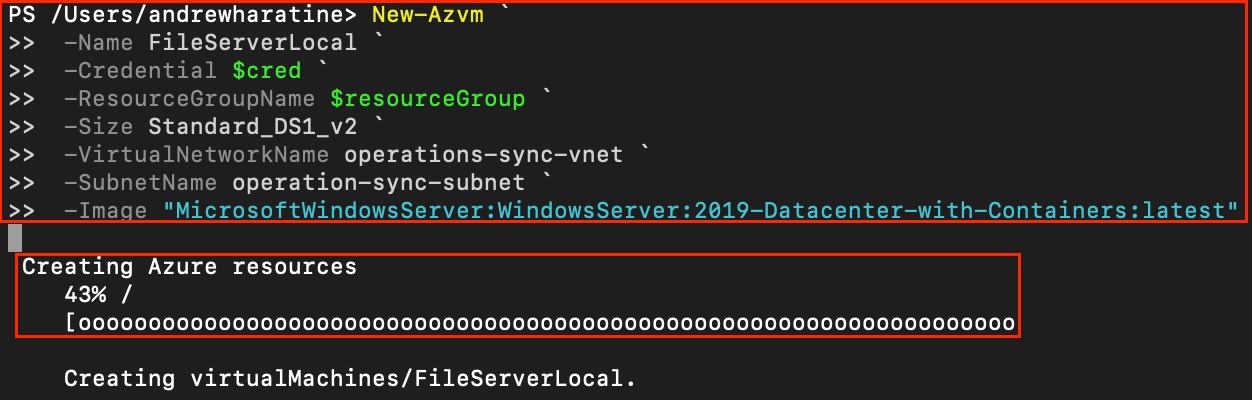 PS /Users/andrewharatine> New-Azvm `
>>  -Name FileServerLocal `
>>  -Credential $cred `
>>  -ResourceGroupName $resourceGroup `
>>  -Size Standard_DS1_v2 `
>>  -VirtualNetworkName operations-sync-vnet `
>>  -SubnetName operation-sync-subnet `
>>  -Image "MicrosoftWindowsServer:WindowsServer:2019-Datacenter-with-Containers:latest"
Creating Azure resources
43% /
[ooooooooooooooooooooooooooooooooooooooooooooooooooooooooooooooooooo
Creating virtualMachines/FileServerLocal.